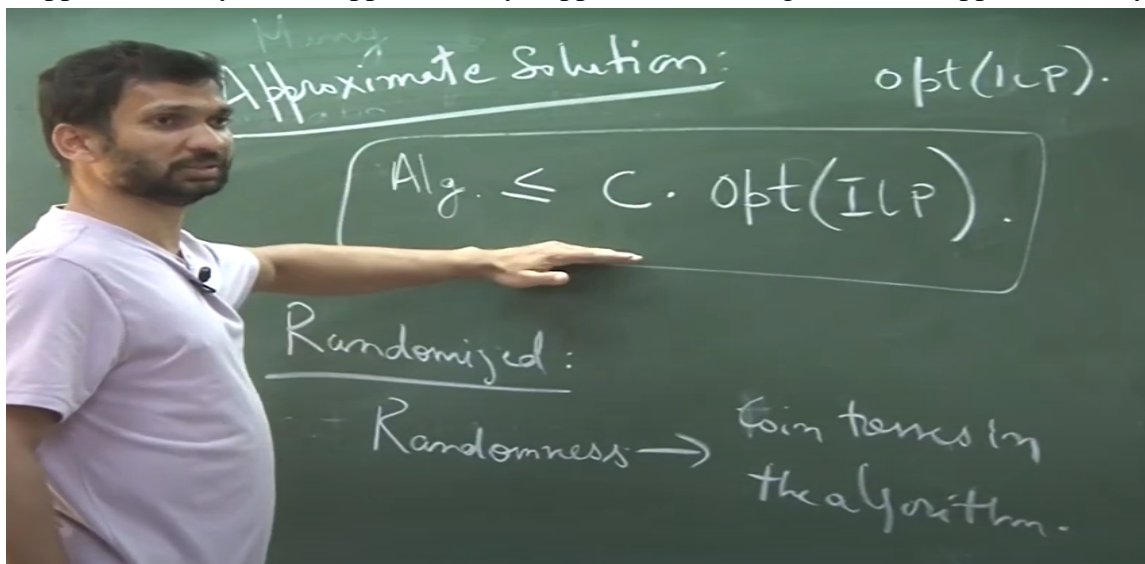 Approximate Solution:
opt(ILP).
Alg. ≤ C. opt(ILP).
Randomized:
Randomness → Coin tosses in
the algorithm.